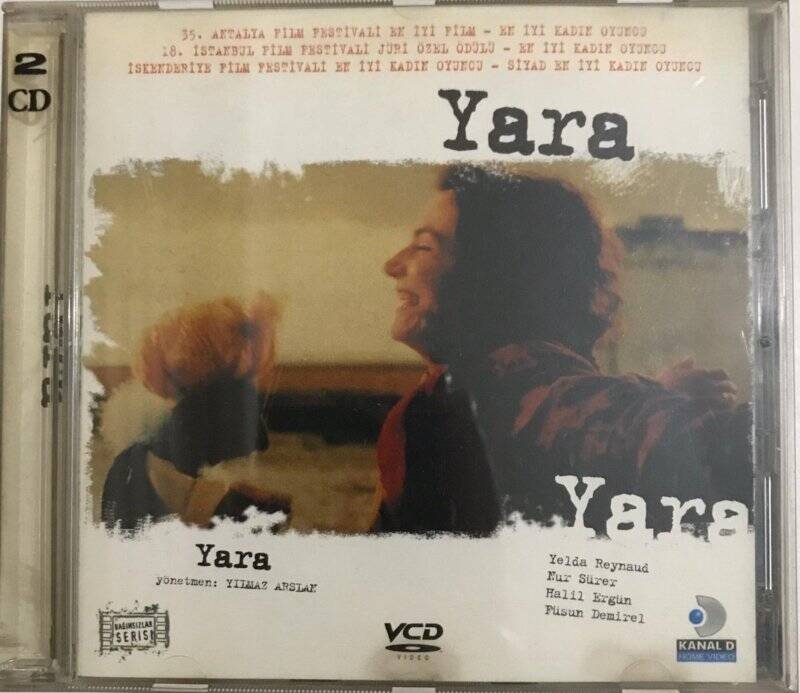 35. ANTALYA FİLM FESTİVALİ EN İYİ FİLM - EN İYİ KADIN OYUNCU
18. İSTANBUL FİLM FESTİVALİ JÜRİ ÖZEL ÖDÜLÜ - EN İYİ KADIN OYUNCU
İSKENDERİYE FİLM FESTİVALİ EN İYİ KADIN OYUNCU - SİYAD EN İYİ KADIN OYUNCU
2
CD
Yara
Yara
Yara
yönetmen: YILMAZ ARSLAN
Yelda Reynaud
Nur Sürer
Halil Ergün
Füsun Demirel
BAĞIMSIZLAR
SERİSİ
VCD
VIDEO
KANAL D
HOME VIDEO